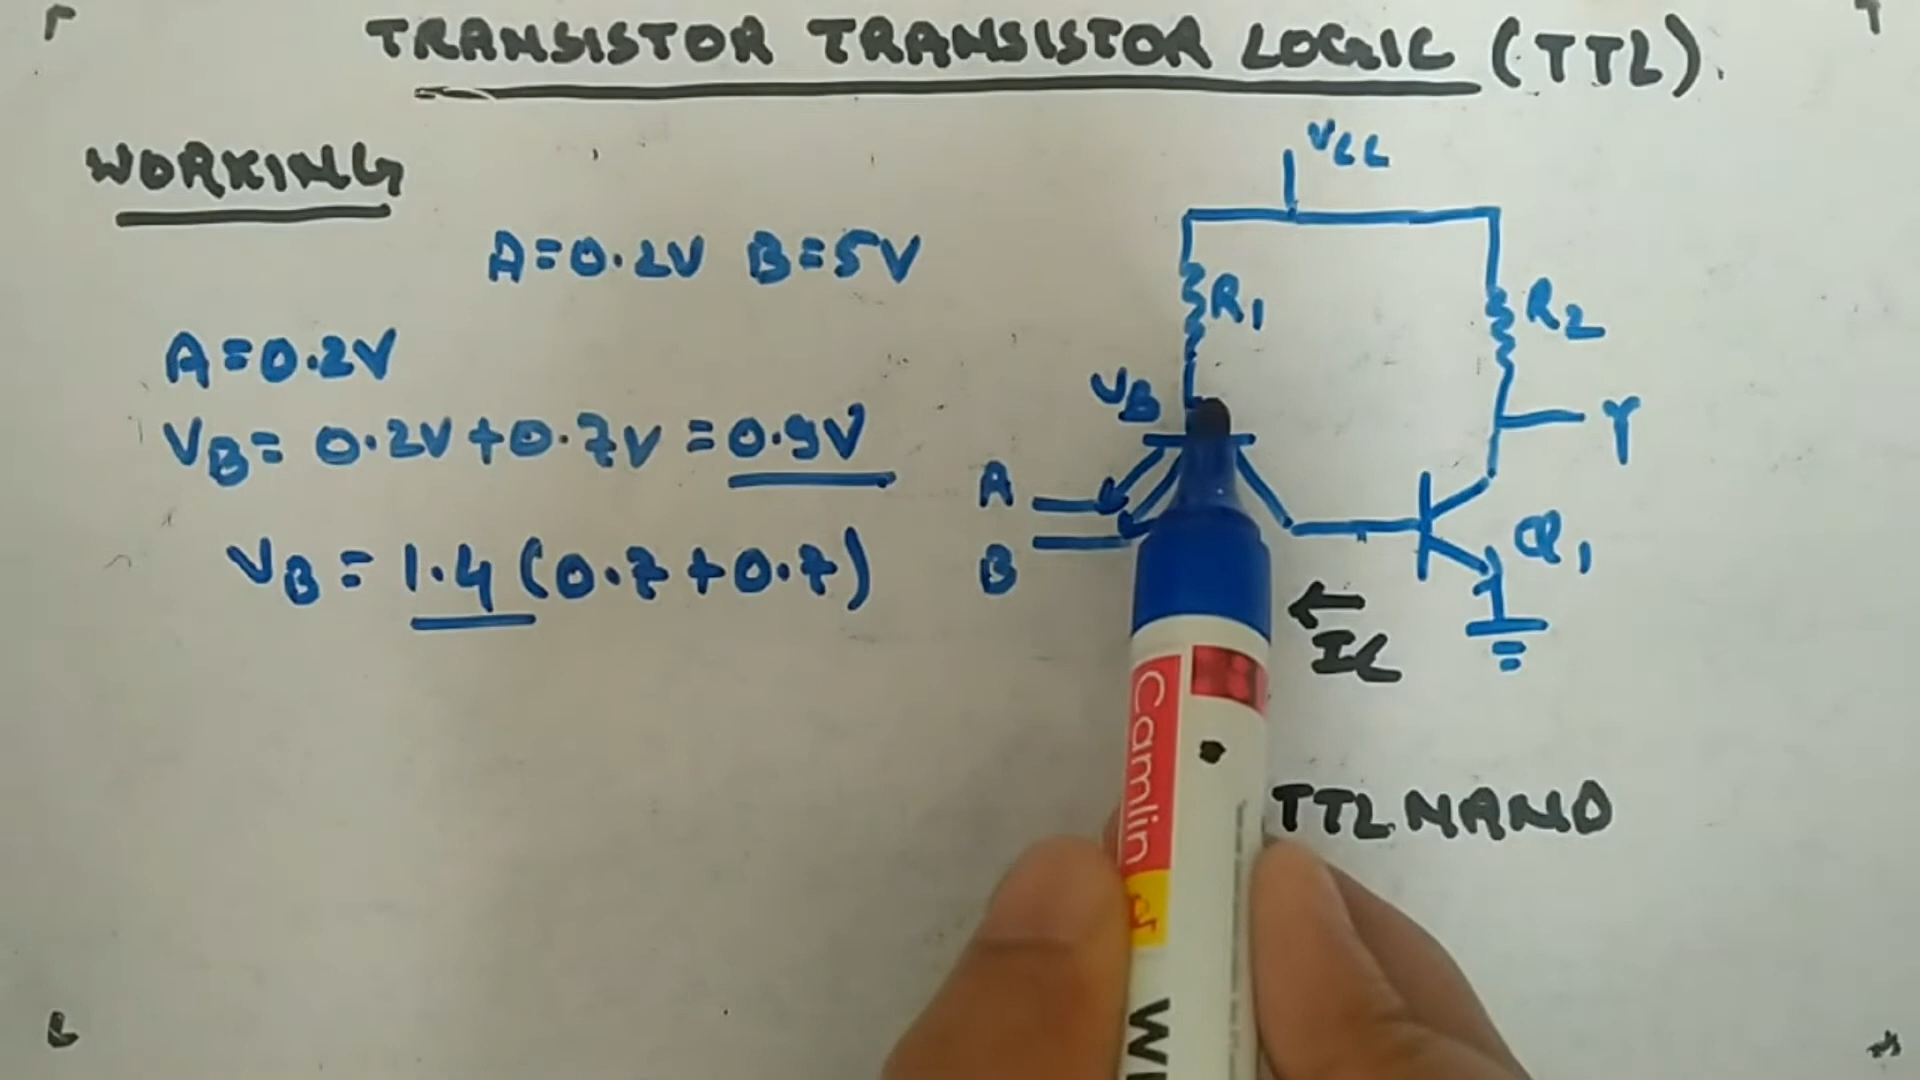 TRANSISTOR TRANSISTOR LOGIC (TTL).
WORKING
A=0.2V B=5V
A=0.2V
VB= 0.2V+0.7V =0.9V
VB= 1.4 (0.7+0.7)
VCC
R1
R2
VB
Y
A
B
Q1
IC
TTL NAND
Camlin